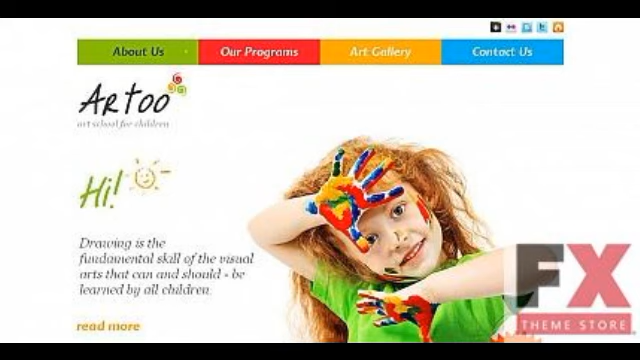 About Us
Our Programs
Art Gallery
Contact Us
Artoo
art school for children
Hi!
Drawing is the
fundamental skill of the visual
arts that can and should - be
learned by all children.
read more
FX
THEME STORE